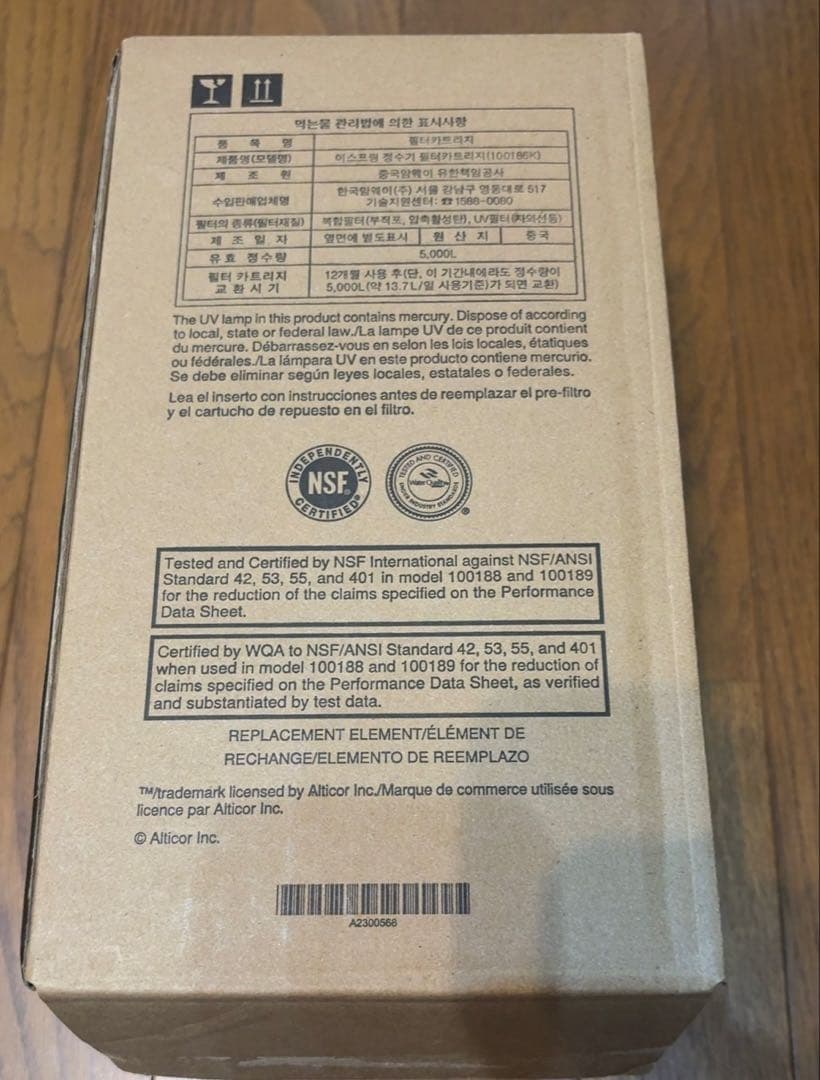 먹는물 관리법에 의한 표시사항
품 목 명 필터카트리지
제품명(모델명) 이스프링 정수기 필터카트리지(100186K)
제 조 원 중국암웨이 유한책임공사
수입판매업체명 한국암웨이(주) 서울 강남구 영동대로 517
기술지원센터: ☎ 1588-0080
필터의 종류(필터재질) 복합필터(부직포, 압축활성탄), UV필터(자외선등)
제 조 일 자 옆면에 별도표시 원 산 지 중국
유 효 정 수 량 5,000L
필터 카트리지 교 환 시 기 12개월 사용 후(단, 이 기간내에라도 정수량이
5,000L(약 13.7L/일 사용기준)가 되면 교환)
The UV lamp in this product contains mercury. Dispose of according
to local, state or federal law./La lampe UV de ce produit contient
du mercure. Débarrassez-vous en selon les lois locales, étatiques
ou fédérales./La lámpara UV en este producto contiene mercurio.
Se debe eliminar según leyes locales, estatales o federales.
Lea el inserto con instrucciones antes de reemplazar el pre-filtro
y el cartucho de repuesto en el filtro.
INDEPENDENTLY
NSF®
CERTIFIED®
TESTED AND CERTIFIED
Water Quality
UNDER INDUSTRY STANDARDS
®
Tested and Certified by NSF International against NSF/ANSI
Standard 42, 53, 55, and 401 in model 100188 and 100189
for the reduction of the claims specified on the Performance
Data Sheet.
Certified by WQA to NSF/ANSI Standard 42, 53, 55, and 401
when used in model 100188 and 100189 for the reduction of
claims specified on the Performance Data Sheet, as verified
and substantiated by test data.
REPLACEMENT ELEMENT/ÉLÉMENT DE
RECHANGE/ELEMENTO DE REEMPLAZO
™/trademark licensed by Alticor Inc./Marque de commerce utilisée sous
licence par Alticor Inc.
© Alticor Inc.
A2300568